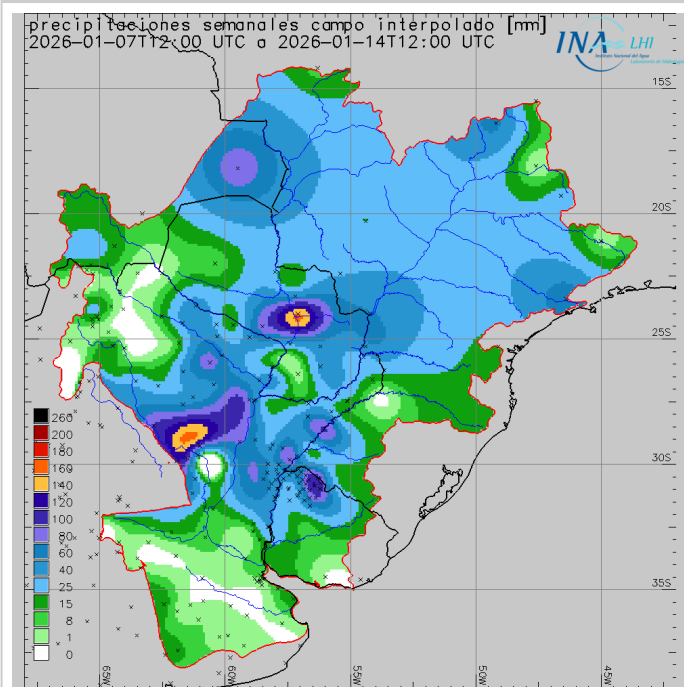 precipitaciones semanales campo interpolado [mm]
2026-01-07T12:00 UTC a 2026-01-14T12:00 UTC
INA LHI
Instituto Nacional del Agua
15S
20S
25S
30S
35S
260
200
180
160
140
120
100
80
60
40
25
15
8
1
0
65W
60W
55W
50W
45W